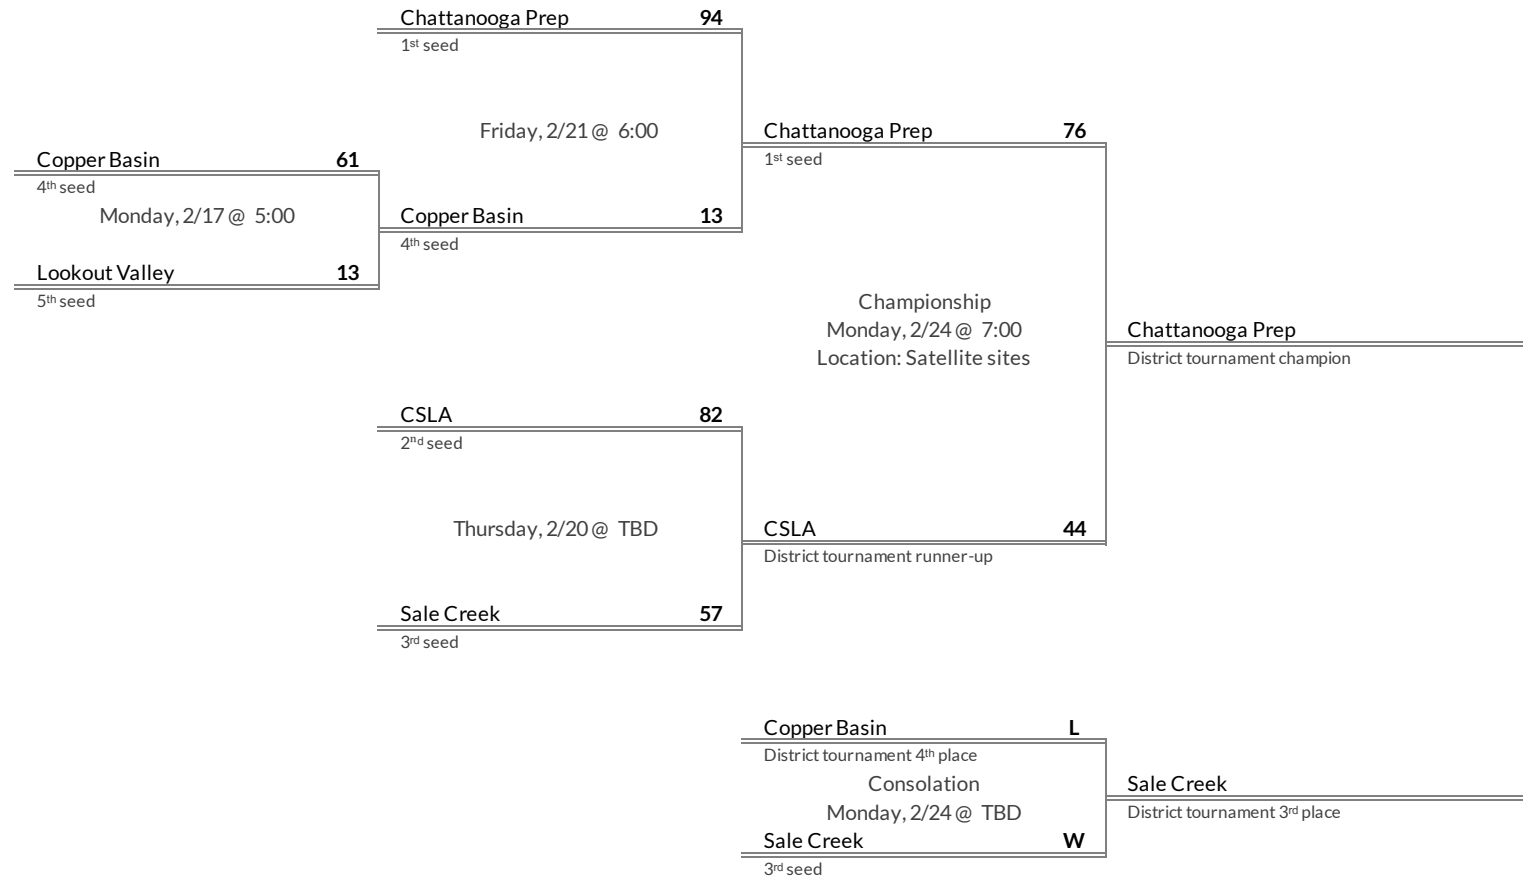 Chattanooga Prep 94
1st seed
Friday, 2/21 @ 6:00
Chattanooga Prep 76
1st seed
Copper Basin 61
4th seed
Monday, 2/17 @ 5:00
Copper Basin 13
4th seed
Lookout Valley 13
5th seed
Championship
Monday, 2/24 @ 7:00
Location: Satellite sites
Chattanooga Prep
District tournament champion
CSLA 82
2nd seed
Thursday, 2/20 @ TBD
CSLA 44
District tournament runner-up
Sale Creek 57
3rd seed
Copper Basin L
District tournament 4th place
Consolation
Monday, 2/24 @ TBD
Sale Creek
District tournament 3rd place
Sale Creek W
3rd seed